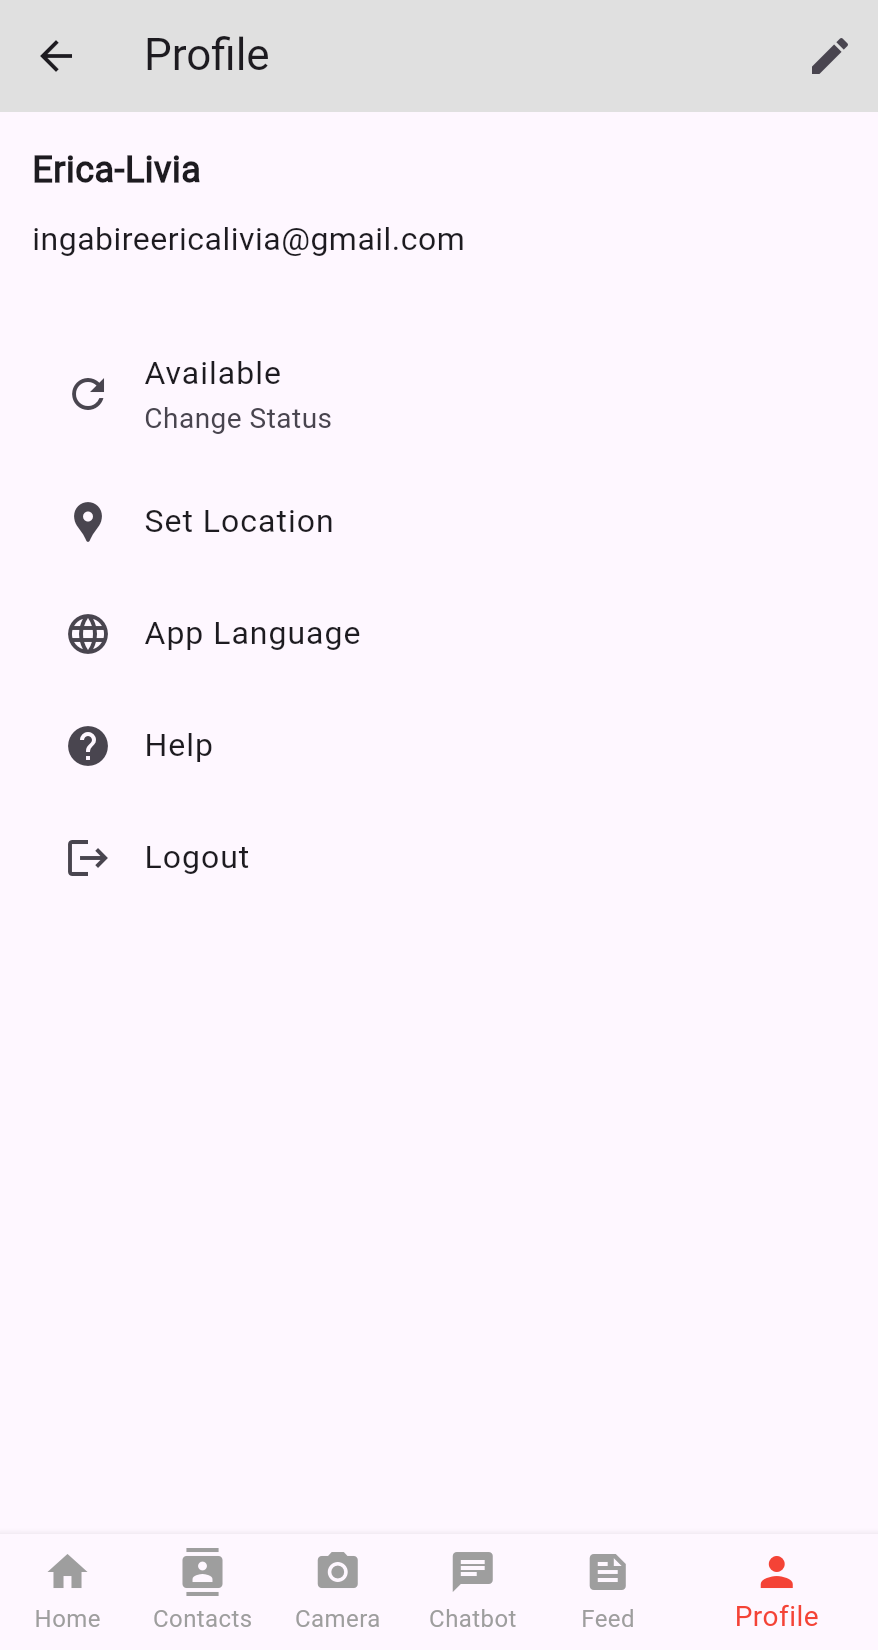 Profile
Erica-Livia
ingabireericalivia@gmail.com
Available
Change Status
Set Location
App Language
Help
Logout
Home Contacts Camera Chatbot Feed Profile